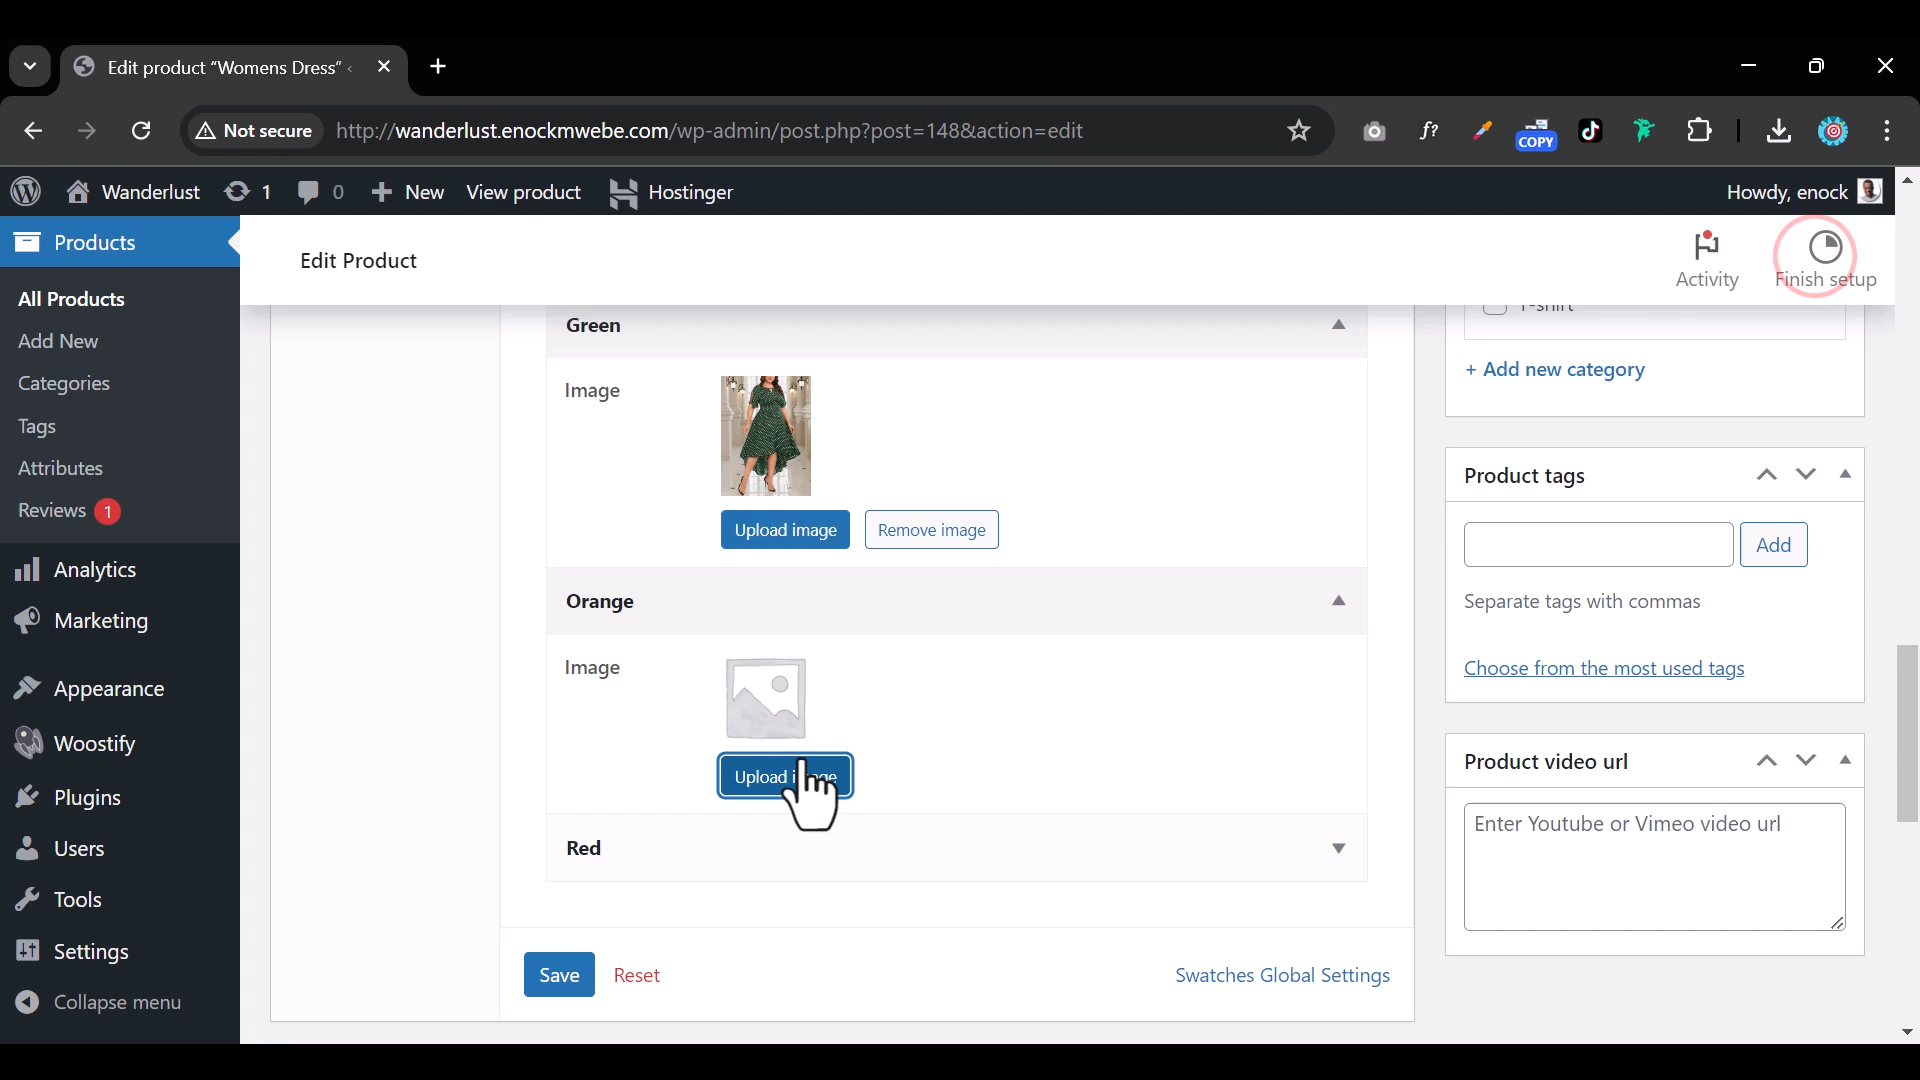 Edit product “Womens Dress” ‹
Not secure
http://wanderlust.enockmwebe.com/wp-admin/post.php?post=148&action=edit
f?
COPY
Wanderlust
1
0
New
View product
Hostinger
Howdy, enock
Products
All Products
Add New
Categories
Tags
Attributes
Reviews 1
Analytics
Marketing
Appearance
Woostify
Plugins
Users
Tools
Settings
Collapse menu
Edit Product
Activity
Finish setup
Green
Image
Upload image
Remove image
Orange
Image
Upload image
Red
Save
Reset
Swatches Global Settings
T-shirt
+ Add new category
Product tags
Add
Separate tags with commas
Choose from the most used tags
Product video url
Enter Youtube or Vimeo video url